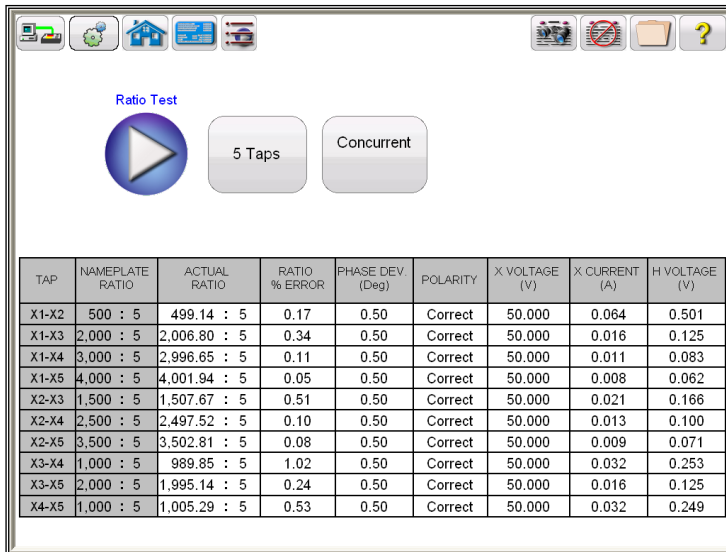 ?
Ratio Test
5 Taps
Concurrent
TAP NAMEPLATE RATIO ACTUAL RATIO RATIO % ERROR PHASE DEV. (Deg) POLARITY X VOLTAGE (V) X CURRENT (A) H VOLTAGE (V)
X1-X2 500 : 5 499.14 : 5 0.17 0.50 Correct 50.000 0.064 0.501
X1-X3 2,000 : 5 2,006.80 : 5 0.34 0.50 Correct 50.000 0.016 0.125
X1-X4 3,000 : 5 2,996.65 : 5 0.11 0.50 Correct 50.000 0.011 0.083
X1-X5 4,000 : 5 4,001.94 : 5 0.05 0.50 Correct 50.000 0.008 0.062
X2-X3 1,500 : 5 1,507.67 : 5 0.51 0.50 Correct 50.000 0.021 0.166
X2-X4 2,500 : 5 2,497.52 : 5 0.10 0.50 Correct 50.000 0.013 0.100
X2-X5 3,500 : 5 3,502.81 : 5 0.08 0.50 Correct 50.000 0.009 0.071
X3-X4 1,000 : 5 989.85 : 5 1.02 0.50 Correct 50.000 0.032 0.253
X3-X5 2,000 : 5 1,995.14 : 5 0.24 0.50 Correct 50.000 0.016 0.125
X4-X5 1,000 : 5 1,005.29 : 5 0.53 0.50 Correct 50.000 0.032 0.249